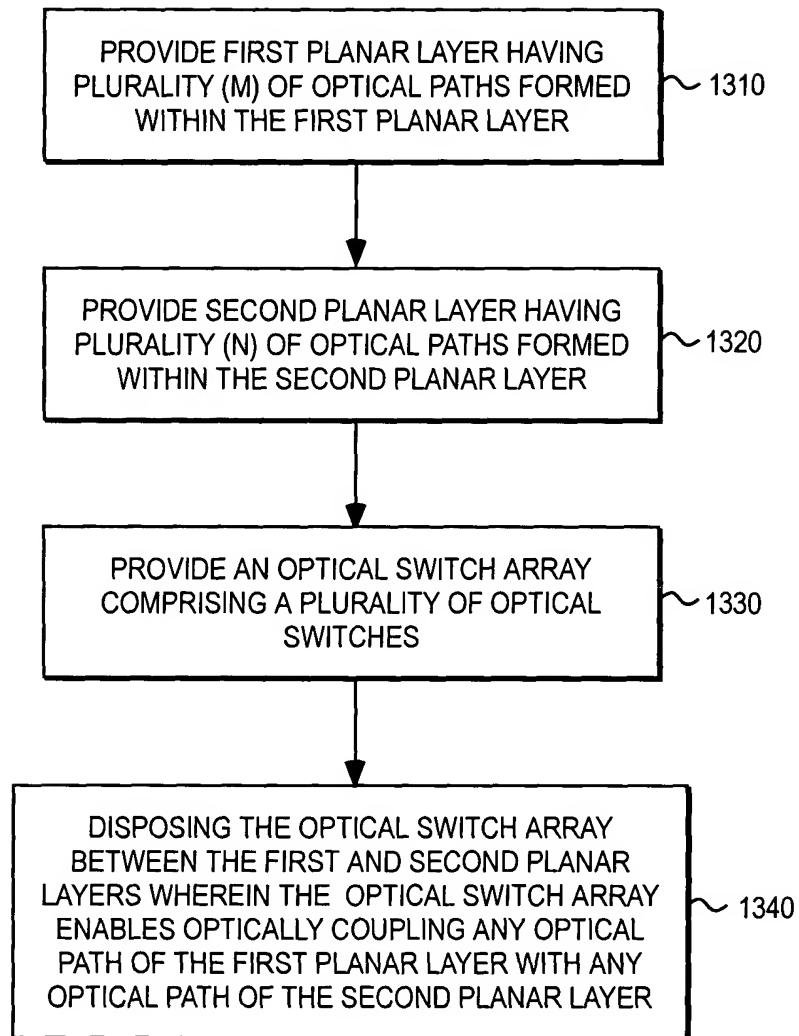 PROVIDE FIRST PLANAR LAYER HAVING
PLURALITY (M) OF OPTICAL PATHS FORMED
WITHIN THE FIRST PLANAR LAYER
1310
PROVIDE SECOND PLANAR LAYER HAVING
PLURALITY (N) OF OPTICAL PATHS FORMED
WITHIN THE SECOND PLANAR LAYER
1320
PROVIDE AN OPTICAL SWITCH ARRAY
COMPRISING A PLURALITY OF OPTICAL
SWITCHES
1330
DISPOSING THE OPTICAL SWITCH ARRAY
BETWEEN THE FIRST AND SECOND PLANAR
LAYERS WHEREIN THE OPTICAL SWITCH ARRAY
ENABLES OPTICALLY COUPLING ANY OPTICAL
PATH OF THE FIRST PLANAR LAYER WITH ANY
OPTICAL PATH OF THE SECOND PLANAR LAYER
1340